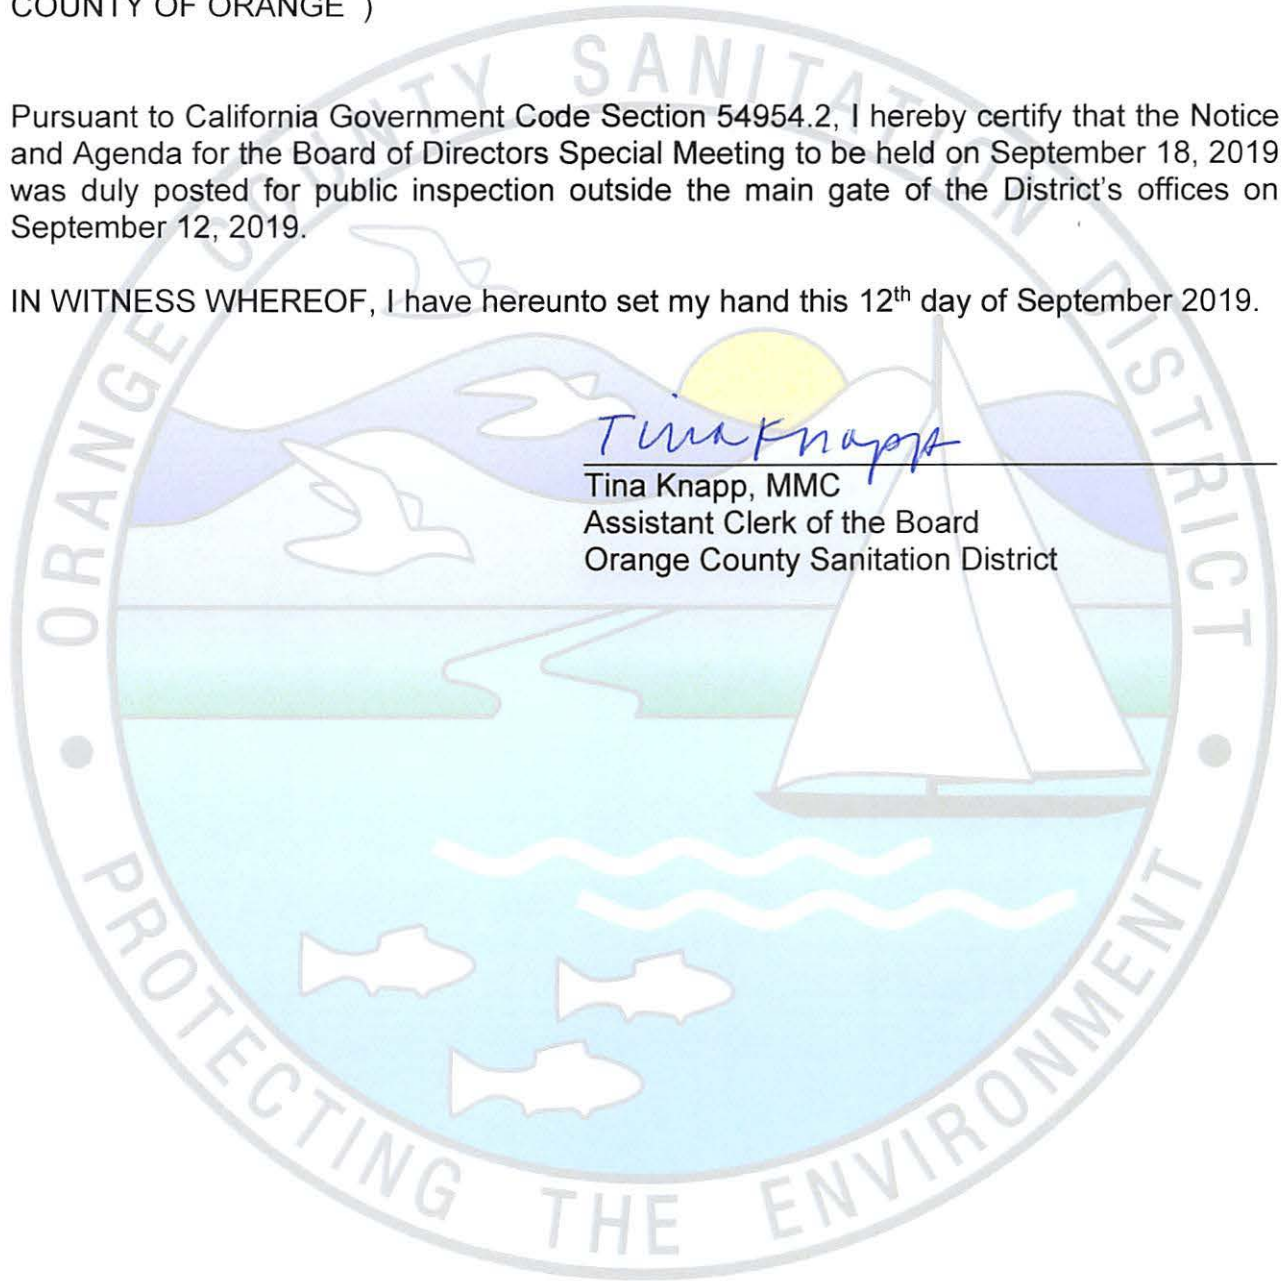 COUNTY OF ORANGE )
Pursuant to California Government Code Section 54954.2, I hereby certify that the Notice
and Agenda for the Board of Directors Special Meeting to be held on September 18, 2019
was duly posted for public inspection outside the main gate of the District's offices on
September 12, 2019.
IN WITNESS WHEREOF, I have hereunto set my hand this 12th day of September 2019.
Tina Knapp
Tina Knapp, MMC
Assistant Clerk of the Board
Orange County Sanitation District
ORANGE COUNTY SANITATION DISTRICT
PROTECTING THE ENVIRONMENT